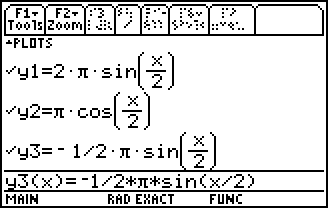 F1▾ F2▾
Tools Zoom
▴PLOTS
✓y1=2·π·sin(x/2)
✓y2=π·cos(x/2)
✓y3=⁻1/2·π·sin(x/2)
y3(x)=⁻1/2*π*sin(x/2)
MAIN RAD EXACT FUNC